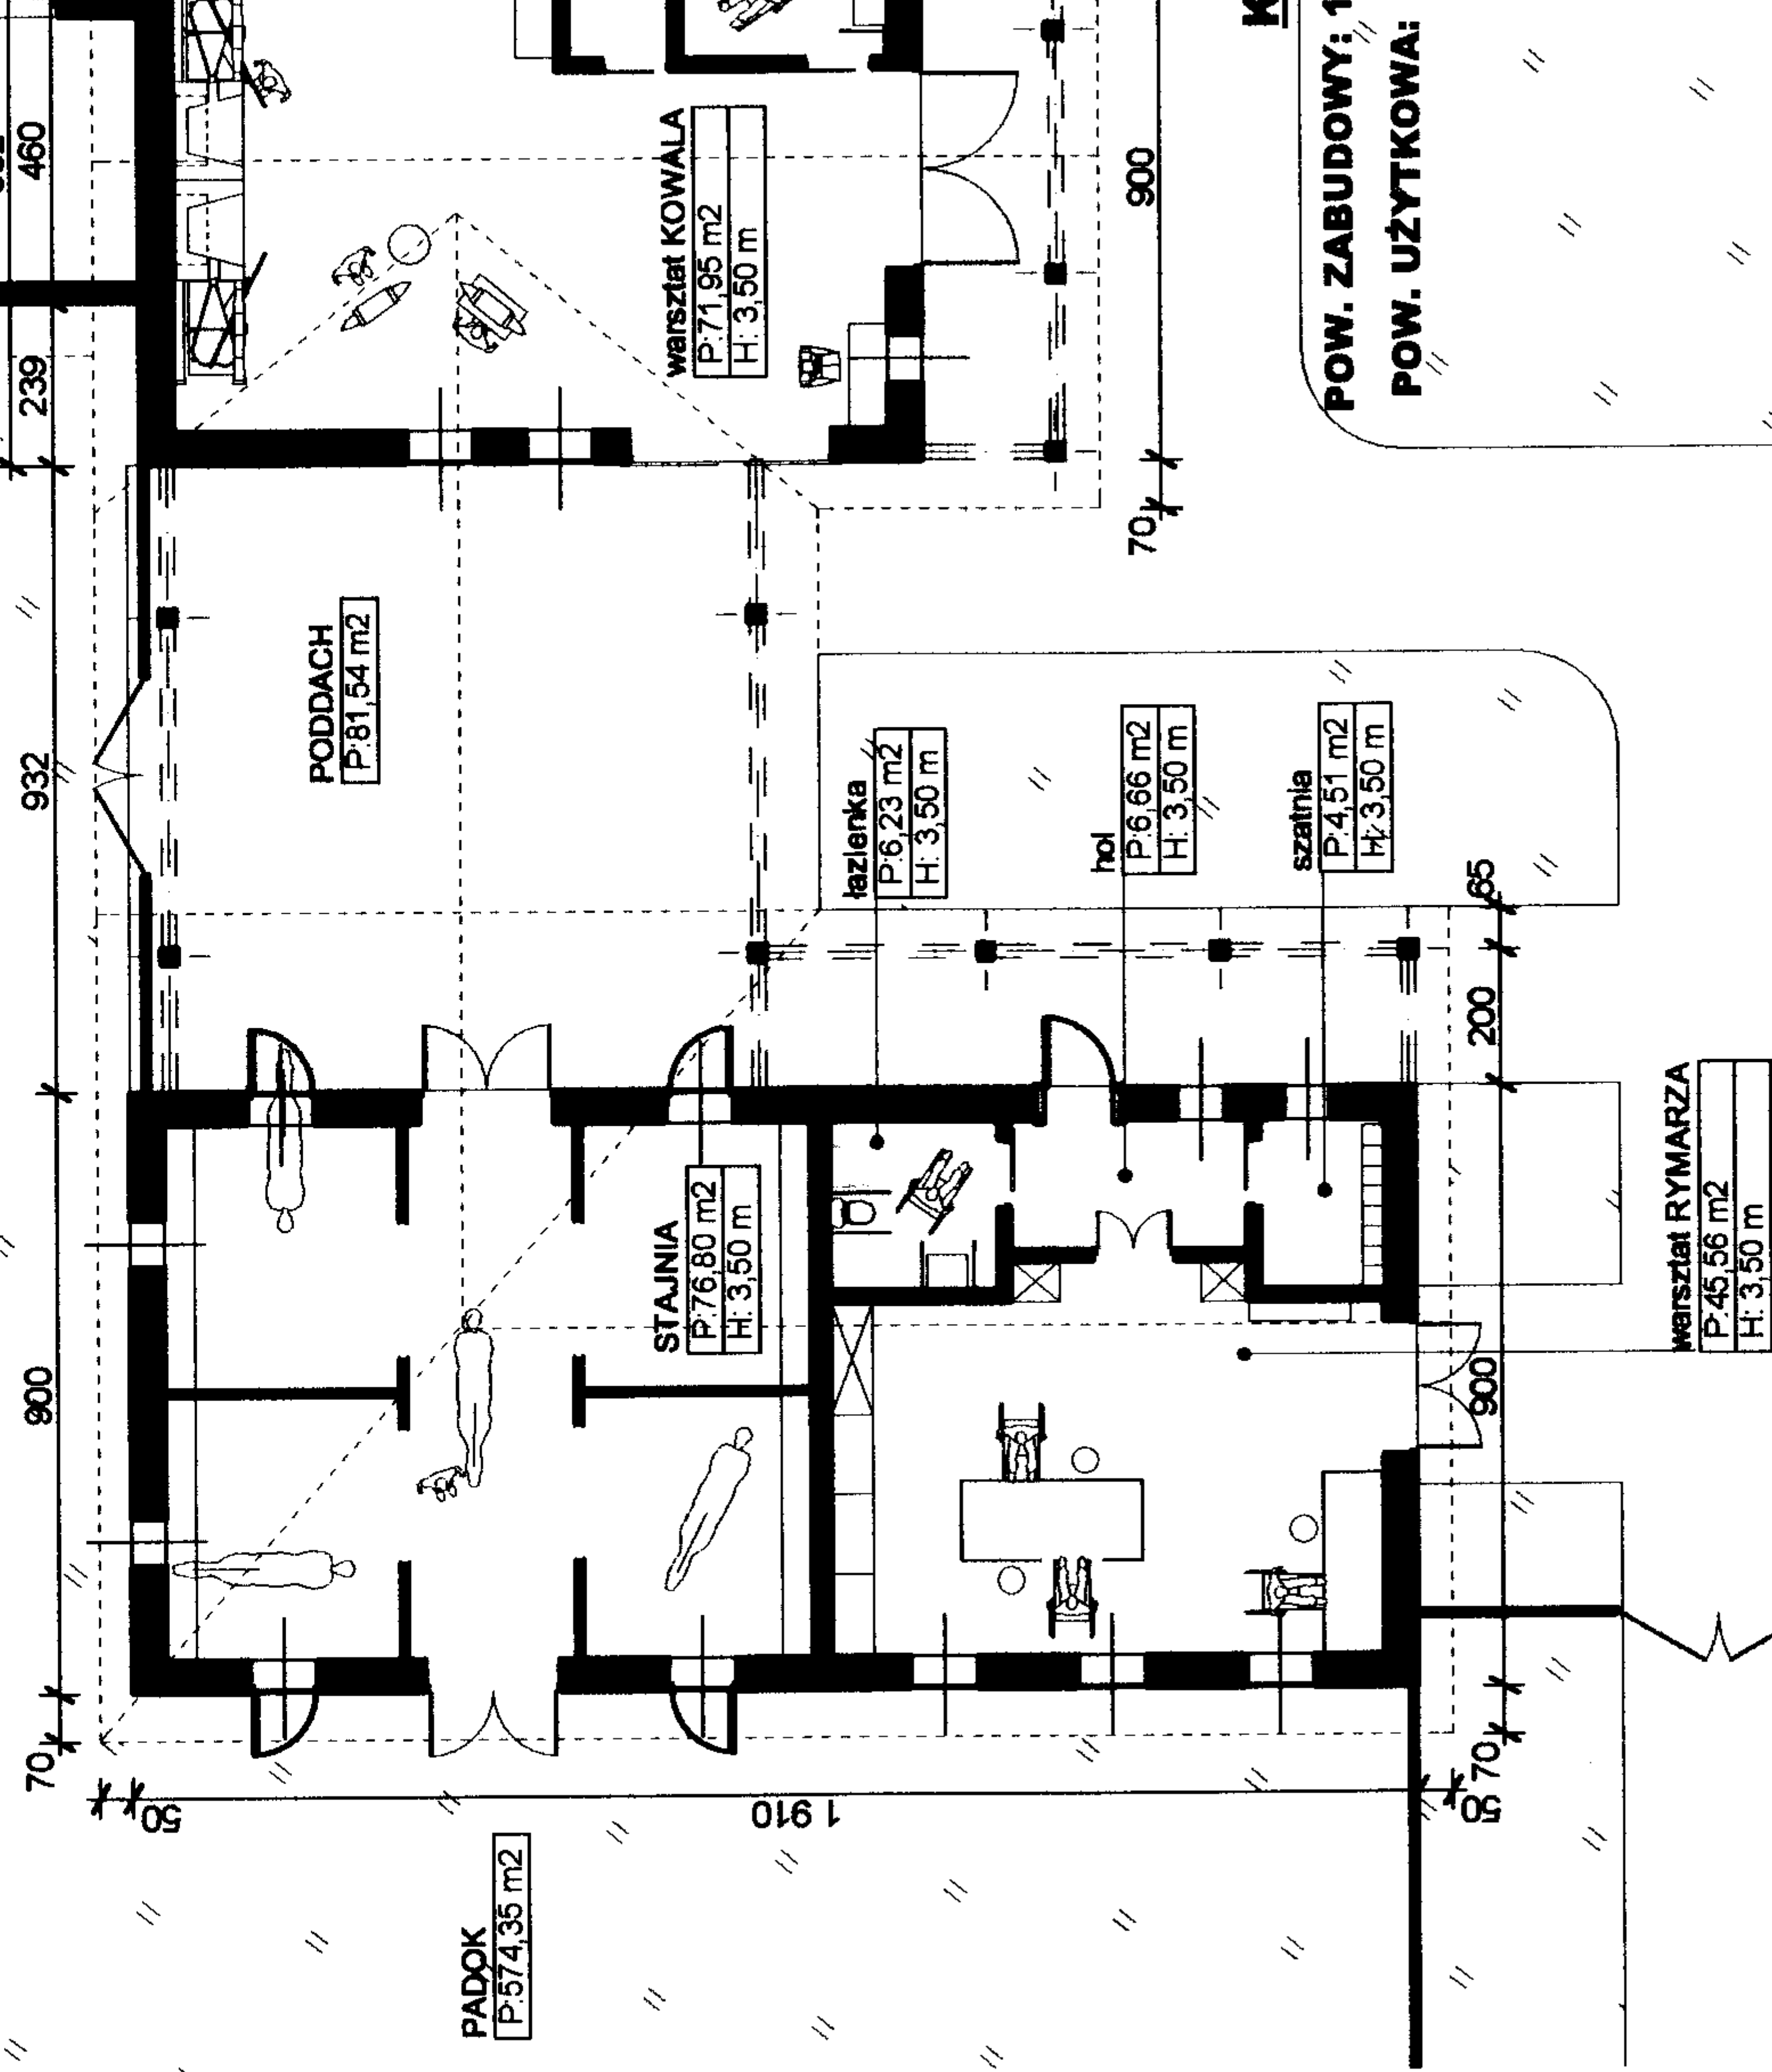 239
460
932
900
70
warsztat KOWALA
P:71,95 m2
H: 3,50 m
PODDACH
P:81,54 m2
łazienka
P:6,23 m2
H: 3,50 m
hol
P:6,66 m2
H: 3,50 m
szatnia
P:4,51 m2
H: 3,50 m
STAJNIA
P:76,80 m2
H: 3,50 m
warsztat RYMARZA
P:45,56 m2
H: 3,50 m
PADOK
P:574,35 m2
50
1 910
50
70
900
200
65
70
900
POW. ZABUDOWY: 1
POW. UŻYTKOWA:
K